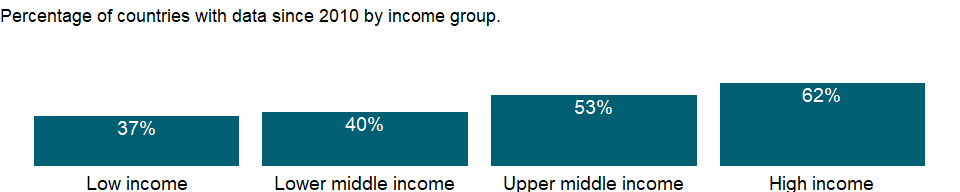 Percentage of countries with data since 2010 by income group.
37%
40%
53%
62%
Low income
Lower middle income
Upper middle income
High income